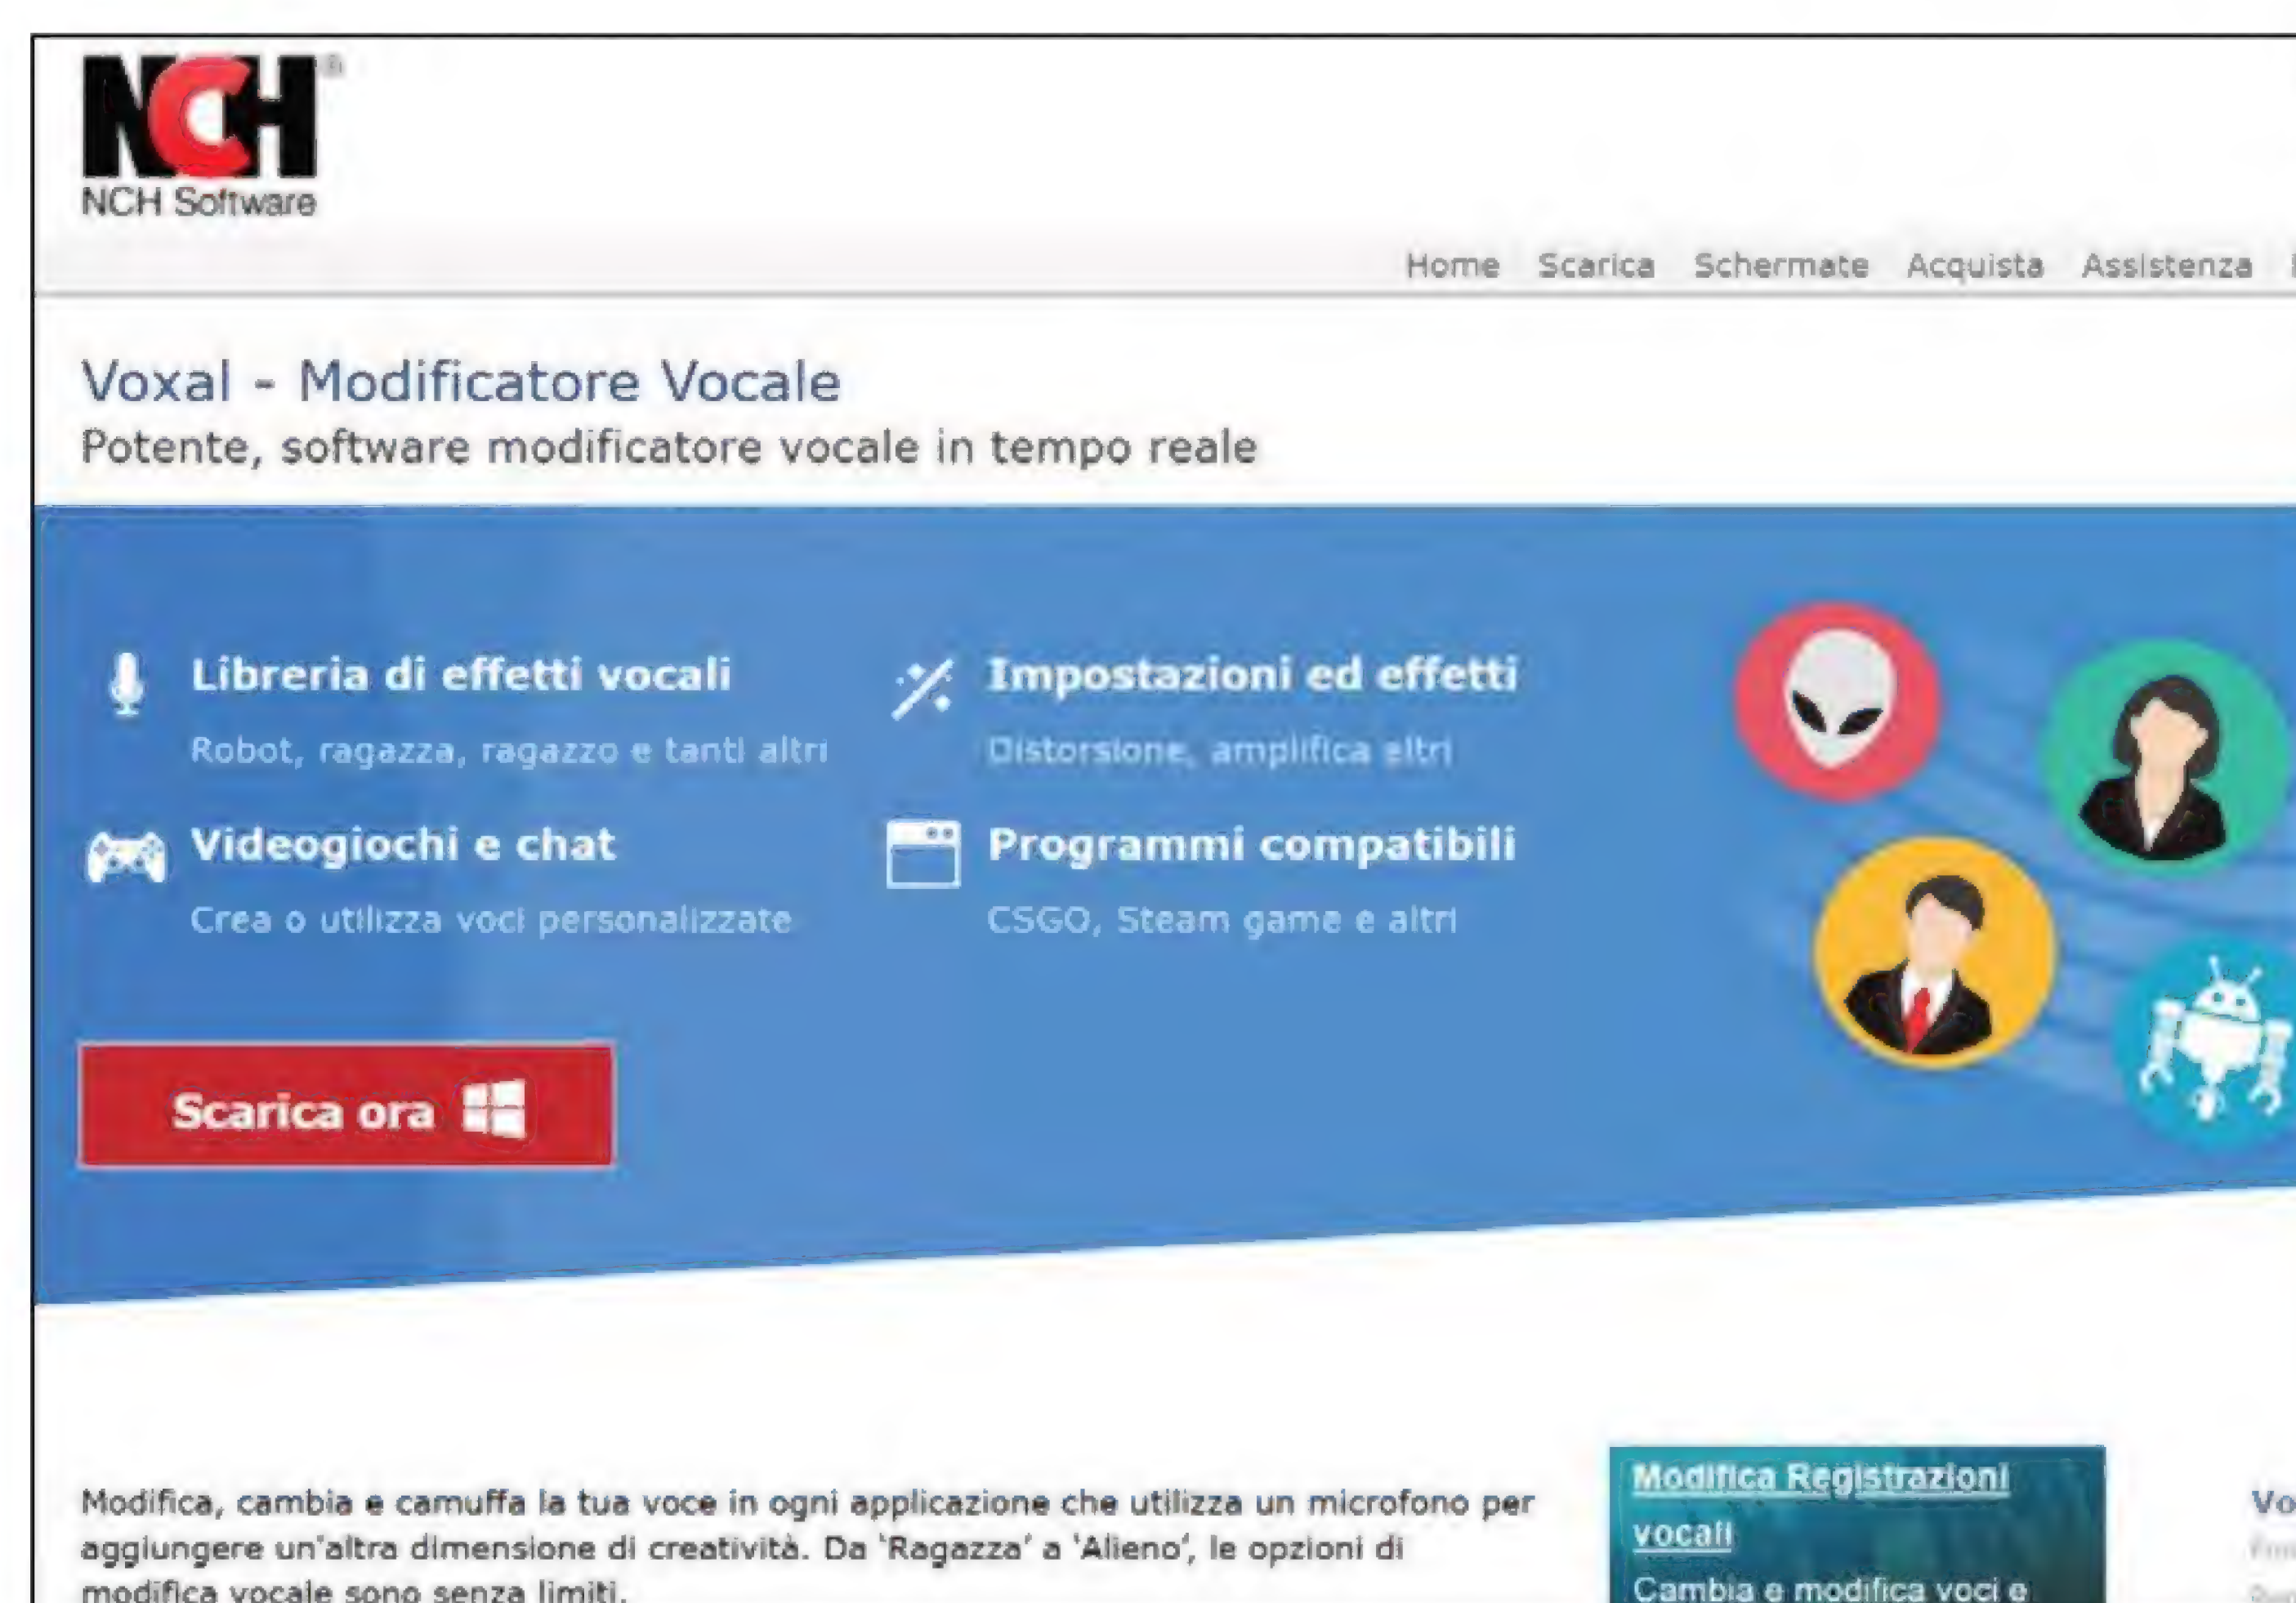 NCH
NCH Software
Home Scarica Schermate Acquista Assistenza
Voxal - Modificatore Vocale
Potente, software modificatore vocale in tempo reale
Libreria di effetti vocali
Robot, ragazza, ragazzo e tanti altri
Impostazioni ed effetti
Distorsione, amplifica altri
Videogiochi e chat
Crea o utilizza voci personalizzate
Programmi compatibili
CSGO, Steam game e altri
Scarica ora
Modifica, cambia e camuffa la tua voce in ogni applicazione che utilizza un microfono per
aggiungere un'altra dimensione di creatività. Da 'Ragazza' a 'Alieno', le opzioni di
modifica vocale sono senza limiti.
Modifica Registrazioni
vocali
Cambia e modifica voci e
Vo